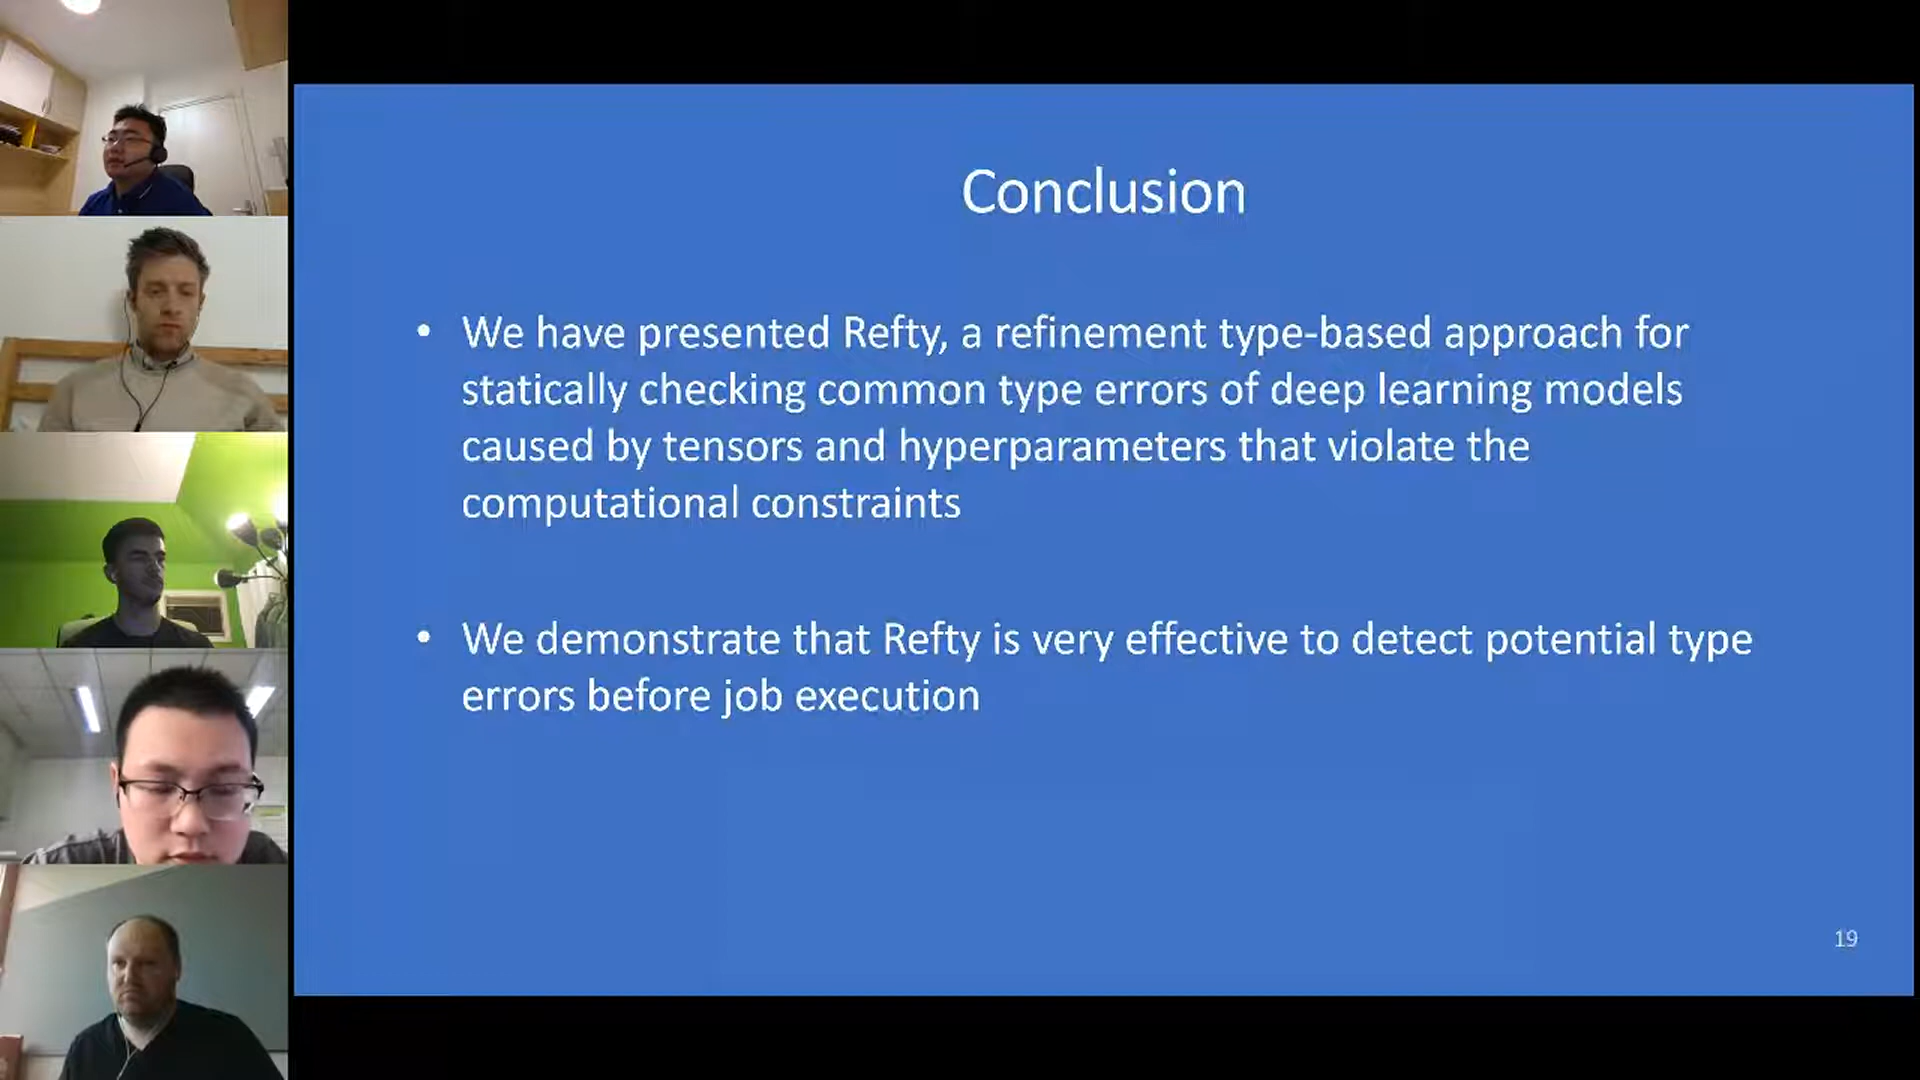 Conclusion
• We have presented Refty, a refinement type-based approach for
statically checking common type errors of deep learning models
caused by tensors and hyperparameters that violate the
computational constraints
• We demonstrate that Refty is very effective to detect potential type
errors before job execution
19